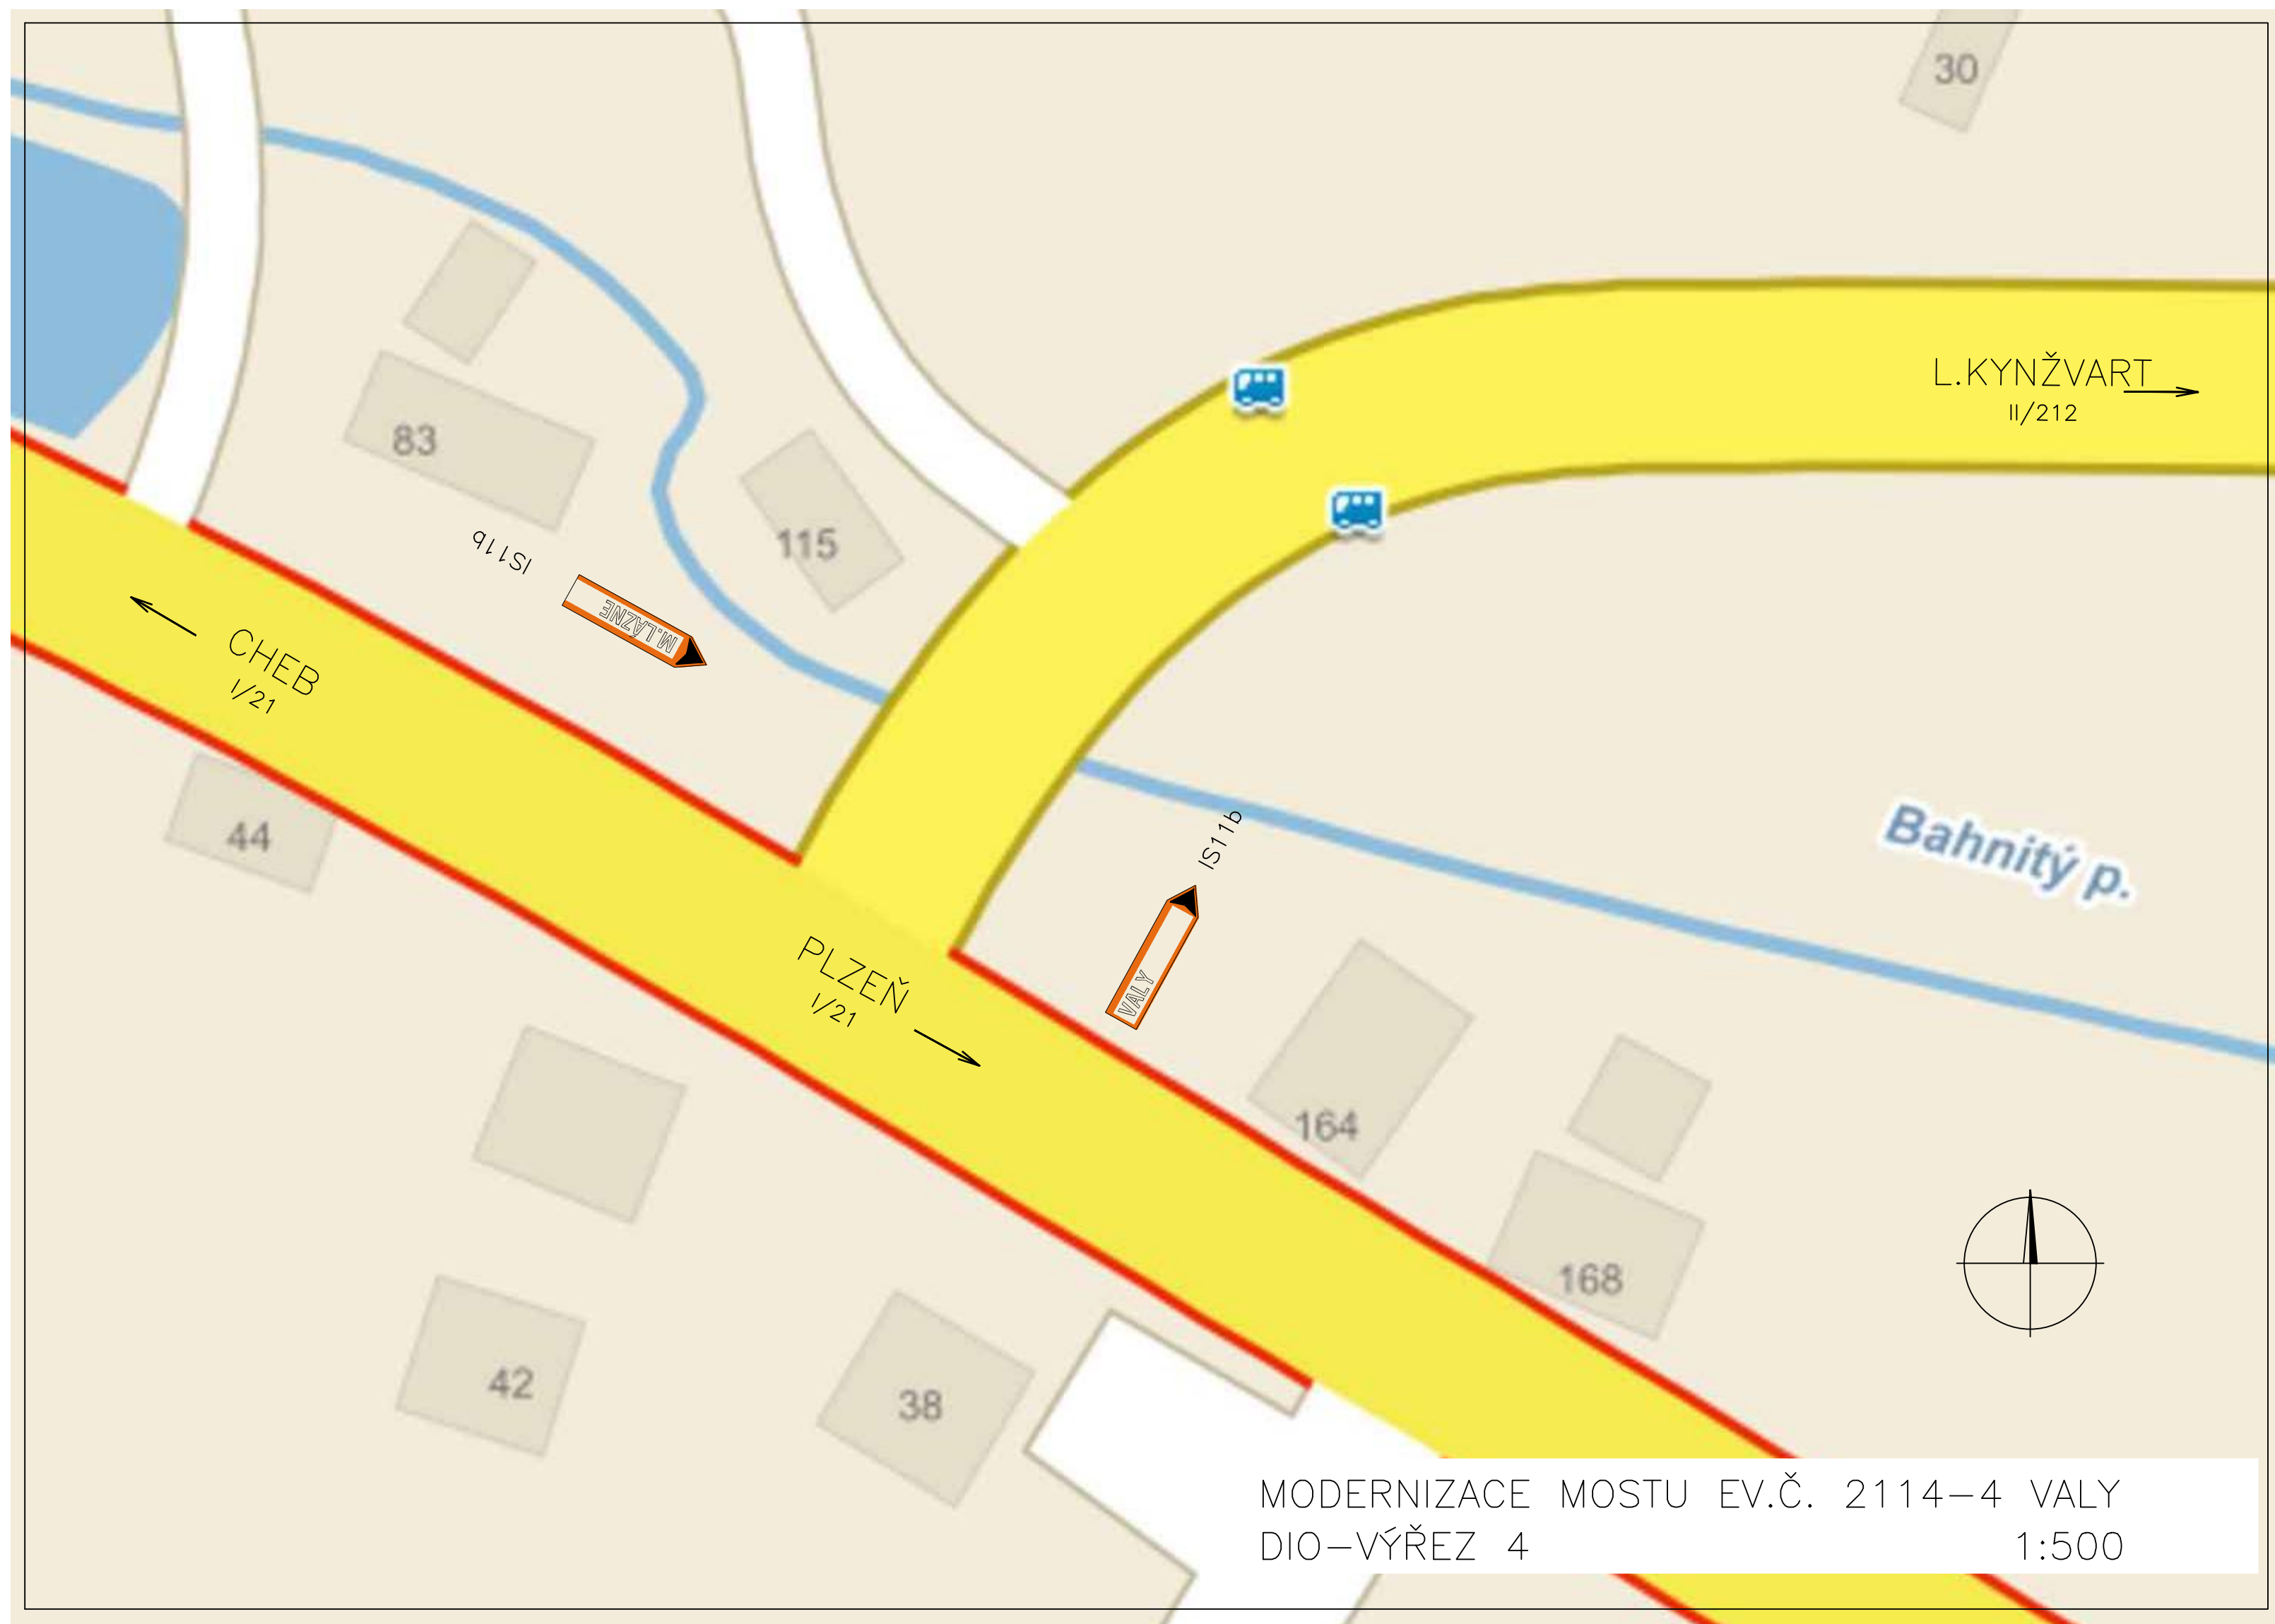 30
L.KYNŽVART
II/212
83
115
IS11b
M.LÁZNE
CHEB
I/21
44
IS11b
Bahnitý p.
PLZEŇ
I/21
VALY
164
168
42
38
MODERNIZACE MOSTU EV.Č. 2114-4 VALY
DIO-VÝŘEZ 4 1:500